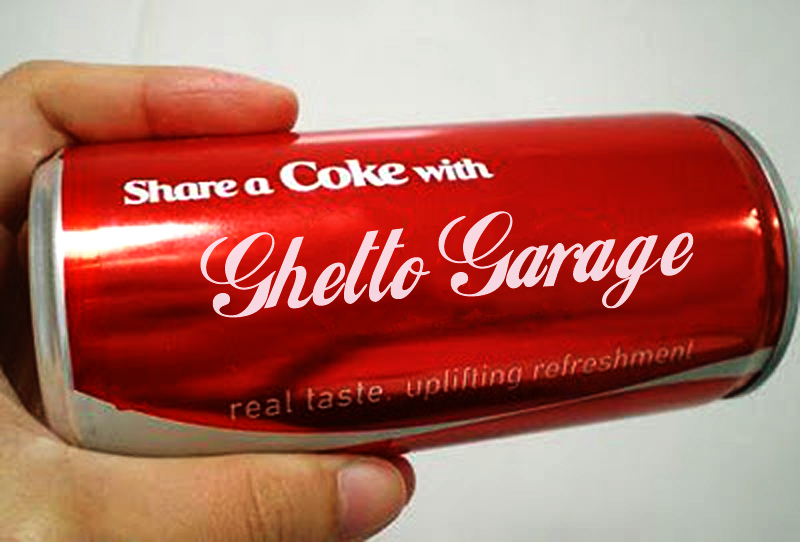 Share a Coke with
Ghetto Garage
real taste. uplifting refreshment